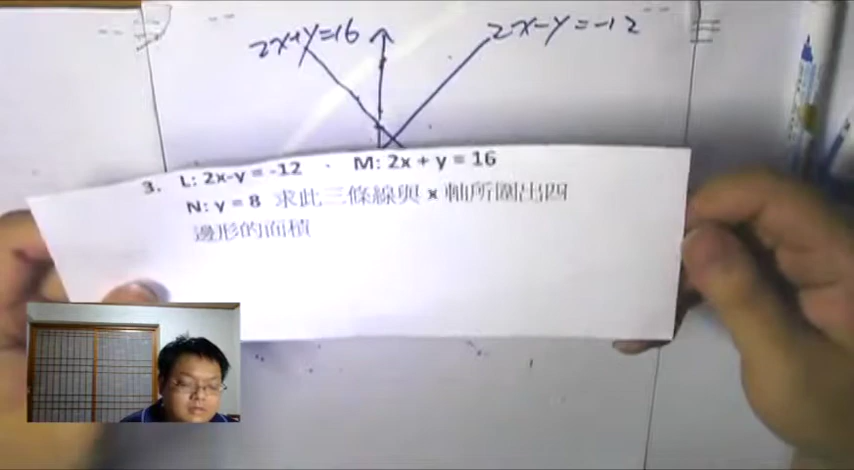 2x+y=16
2x-y=-12
3. L: 2x-y = -12 、 M: 2x + y = 16
N: y = 8 求此三條線與 x 軸所圍出四
邊形的面積